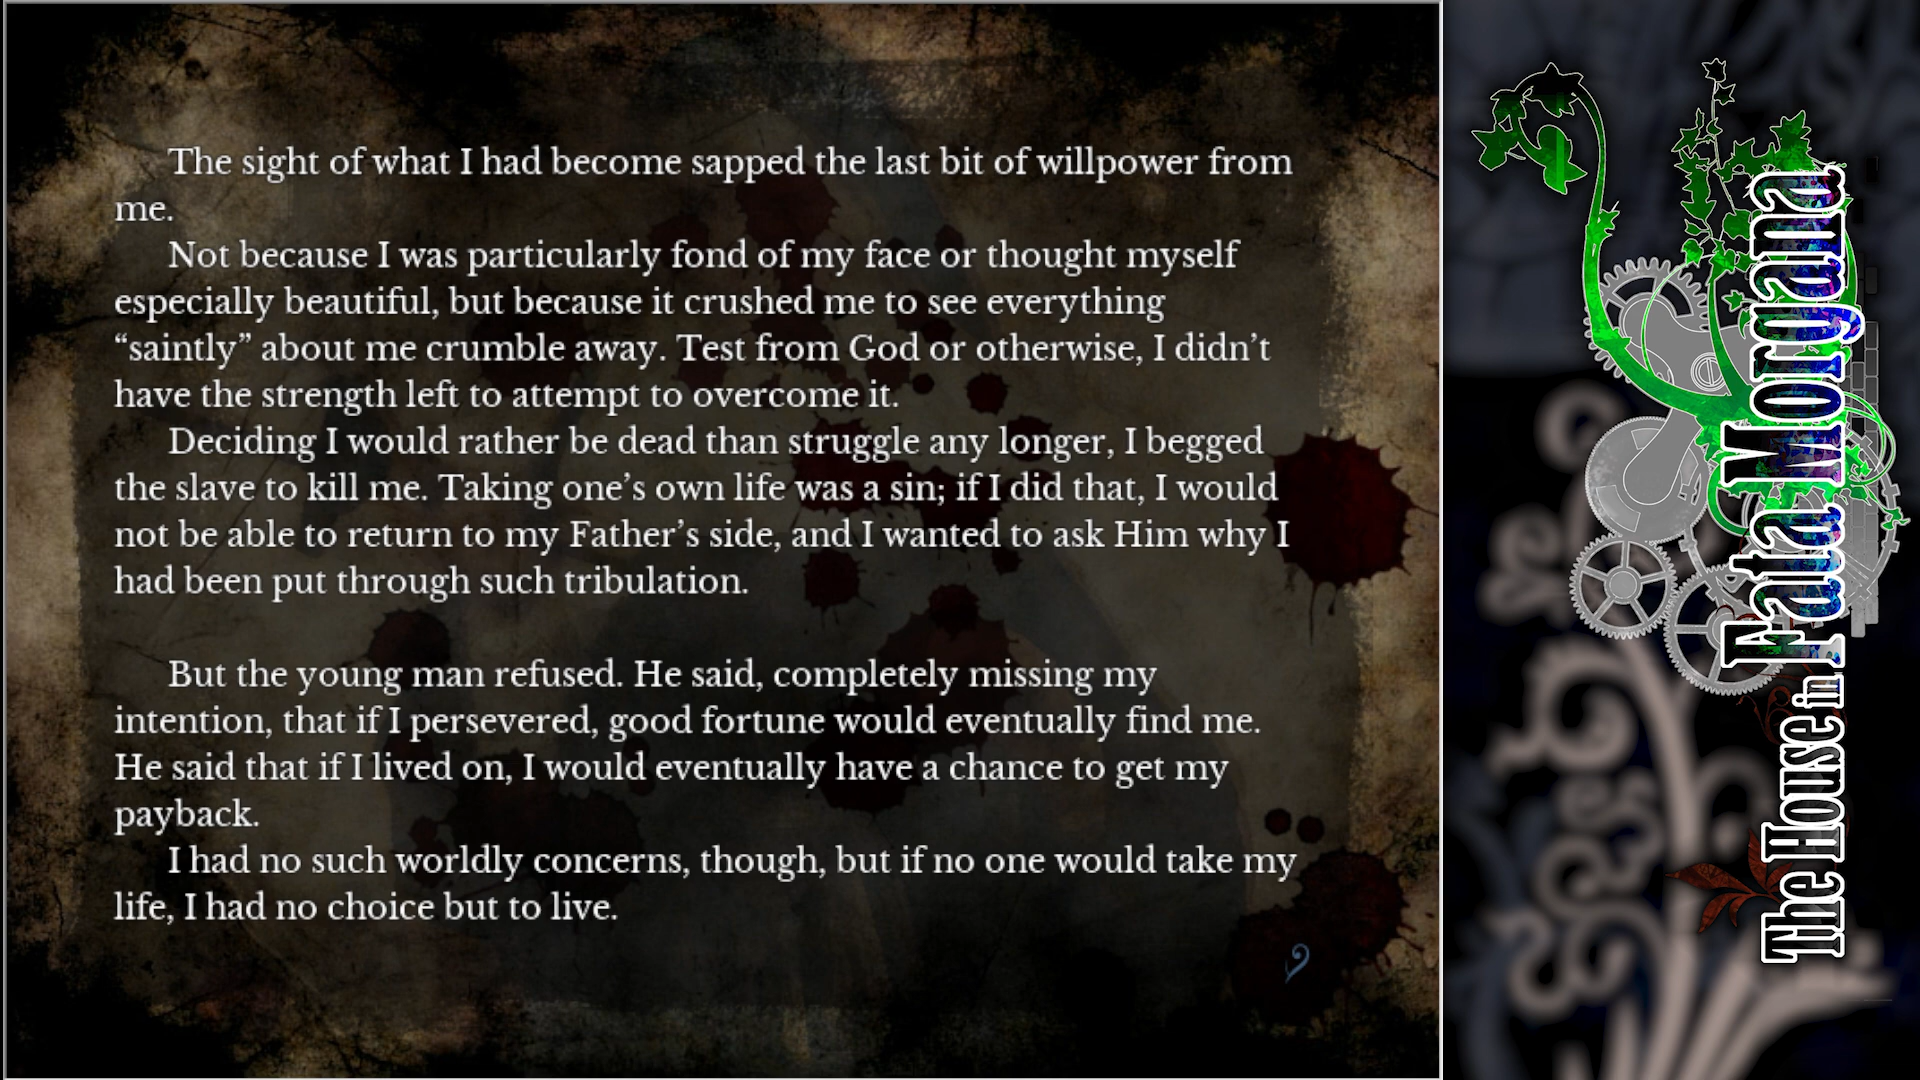 The sight of what I had become sapped the last bit of willpower from
me.
Not because I was particularly fond of my face or thought myself
especially beautiful, but because it crushed me to see everything
“saintly” about me crumble away. Test from God or otherwise, I didn’t
have the strength left to attempt to overcome it.
Deciding I would rather be dead than struggle any longer, I begged
the slave to kill me. Taking one’s own life was a sin; if I did that, I would
not be able to return to my Father’s side, and I wanted to ask Him why I
had been put through such tribulation.
But the young man refused. He said, completely missing my
intention, that if I persevered, good fortune would eventually find me.
He said that if I lived on, I would eventually have a chance to get my
payback.
I had no such worldly concerns, though, but if no one would take my
life, I had no choice but to live.
The House in Fata Morgana